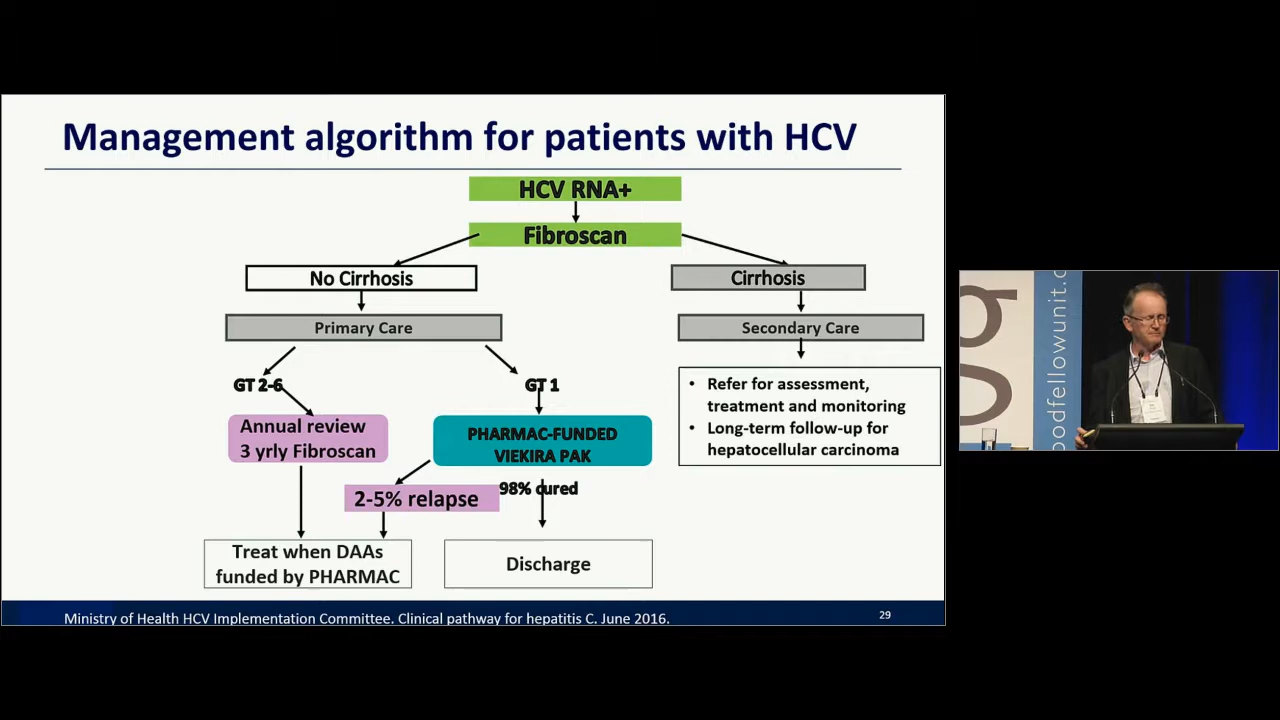 Management algorithm for patients with HCV
HCV RNA+
Fibroscan
No Cirrhosis
Cirrhosis
Primary Care
Secondary Care
GT 2-6
GT 1
Annual review
3 yrly Fibroscan
PHARMAC-FUNDED
VIEKIRA PAK
• Refer for assessment,
treatment and monitoring
• Long-term follow-up for
hepatocellular carcinoma
2-5% relapse
98% cured
Treat when DAAs
funded by PHARMAC
Discharge
Ministry of Health HCV Implementation Committee. Clinical pathway for hepatitis C. June 2016.
29
g
oodfellowunit.c